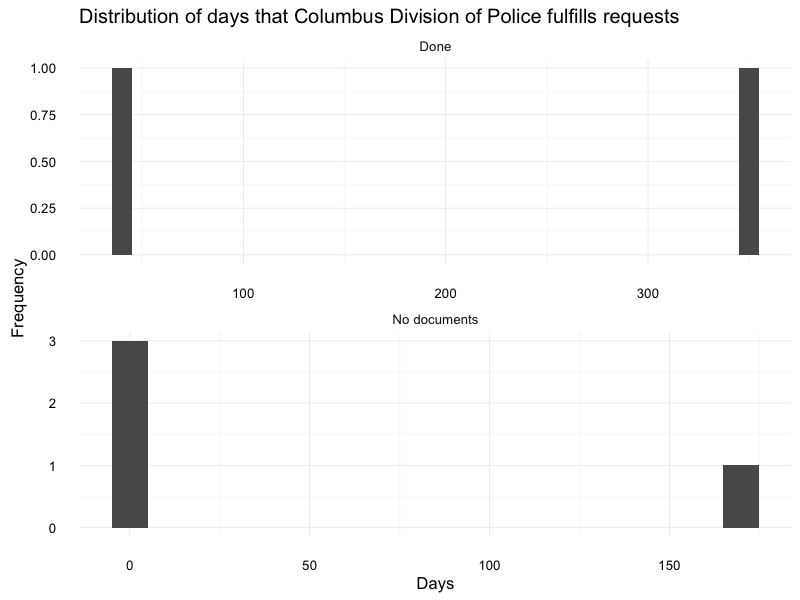 Distribution of days that Columbus Division of Police fulfills requests
Done
1.00
0.75
0.50
0.25
0.00
100 200 300
Frequency
No documents
3
2
1
0
0 50 100 150
Days